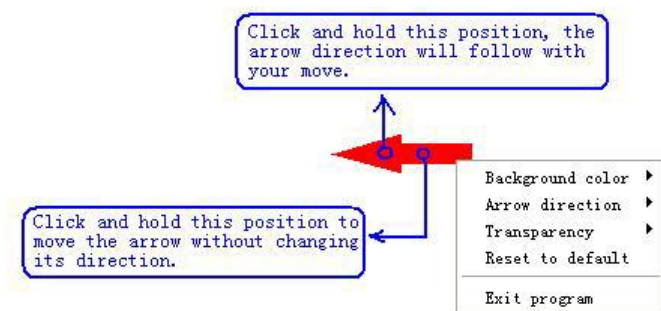 Click and hold this position, the
arrow direction will follow with
your move.
Background color
Arrow direction
Transparency
Reset to default
Exit program
Click and hold this position to
move the arrow without changing
its direction.